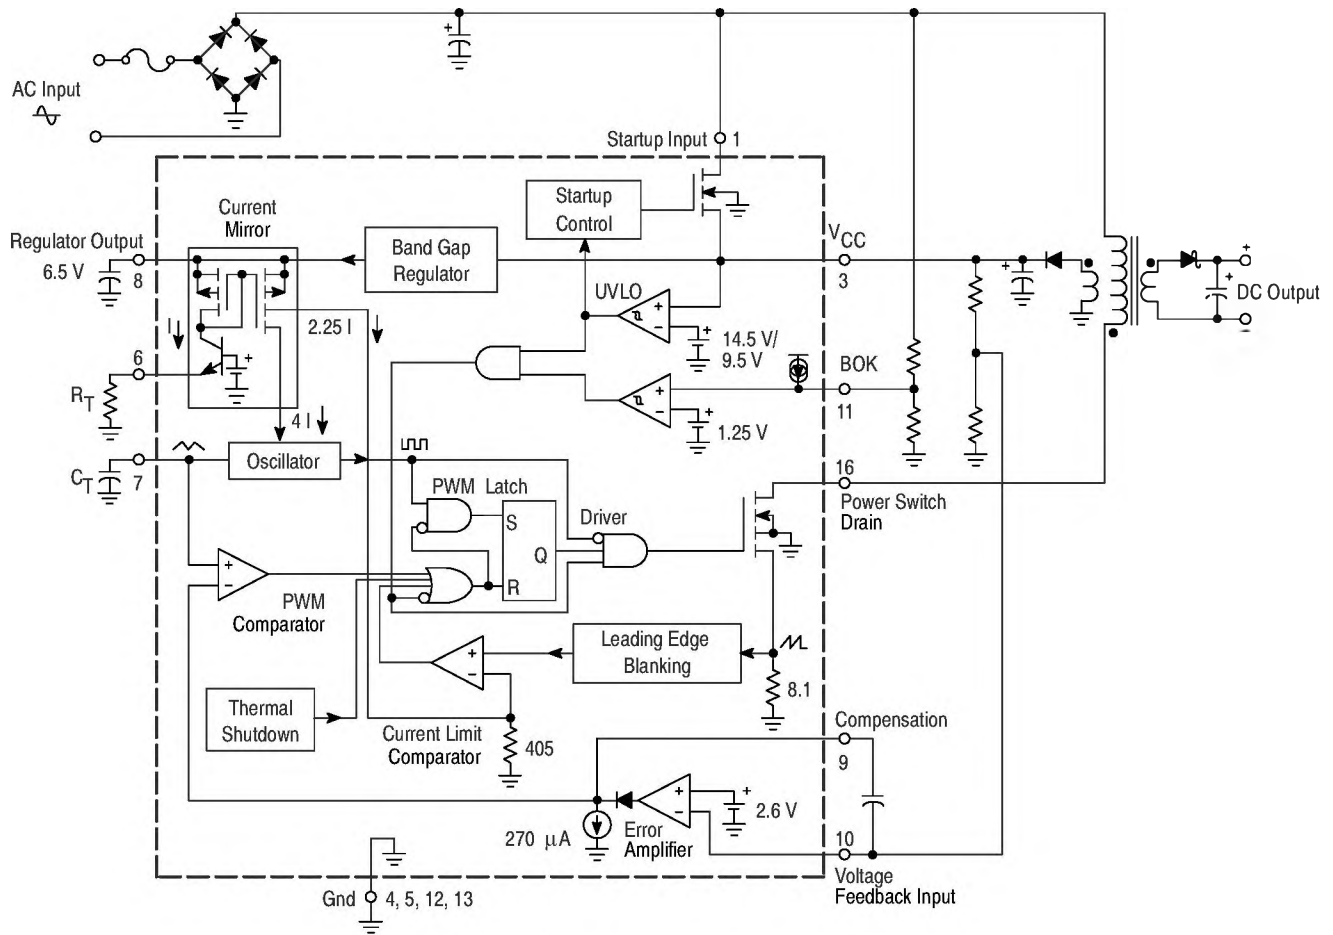 AC Input
Startup Input
1
Startup
Control
Current
Mirror
Regulator Output
6.5 V
8
Band Gap
Regulator
VCC
3
+
+
DC Output
UVLO
+
−
+
14.5 V/
9.5 V
I
2.25 I
6
RT
+
4 I
BOK
11
+
−
+
1.25 V
CT
7
Oscillator
PWM Latch
S
Q
R
Driver
16
Power Switch
Drain
+
−
PWM
Comparator
Leading Edge
Blanking
+
−
8.1
Thermal
Shutdown
Current Limit
Comparator
405
Compensation
9
270 µA
Error
Amplifier
+
−
+
2.6 V
10
Voltage
Feedback Input
Gnd
4, 5, 12, 13